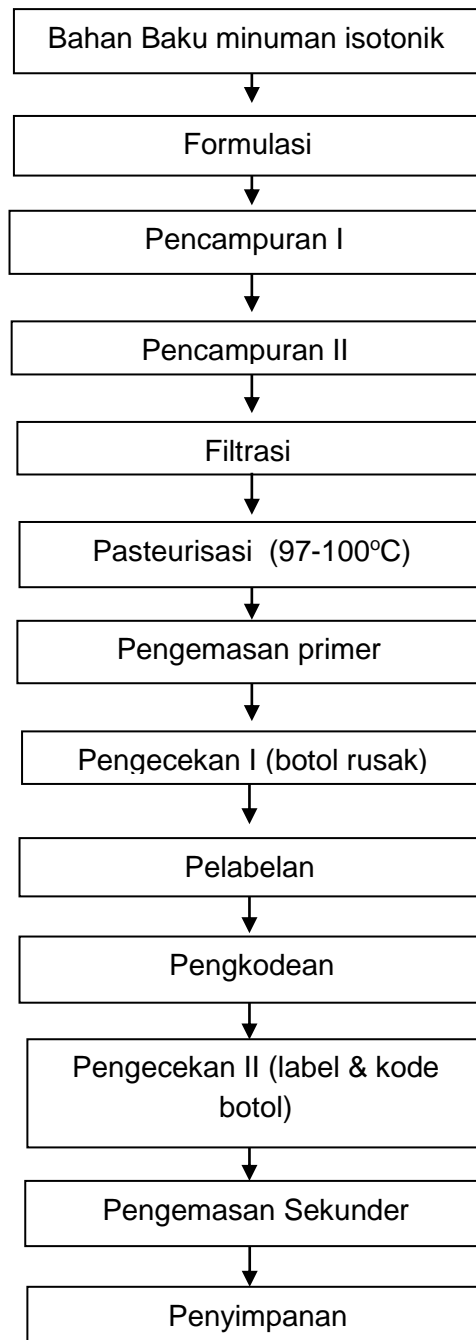 Bahan Baku minuman isotonik
Formulasi
Pencampuran I
Pencampuran II
Filtrasi
Pasteurisasi (97-100ºC)
Pengemasan primer
Pengecekan I (botol rusak)
Pelabelan
Pengkodean
Pengecekan II (label & kode
botol)
Pengemasan Sekunder
Penyimpanan